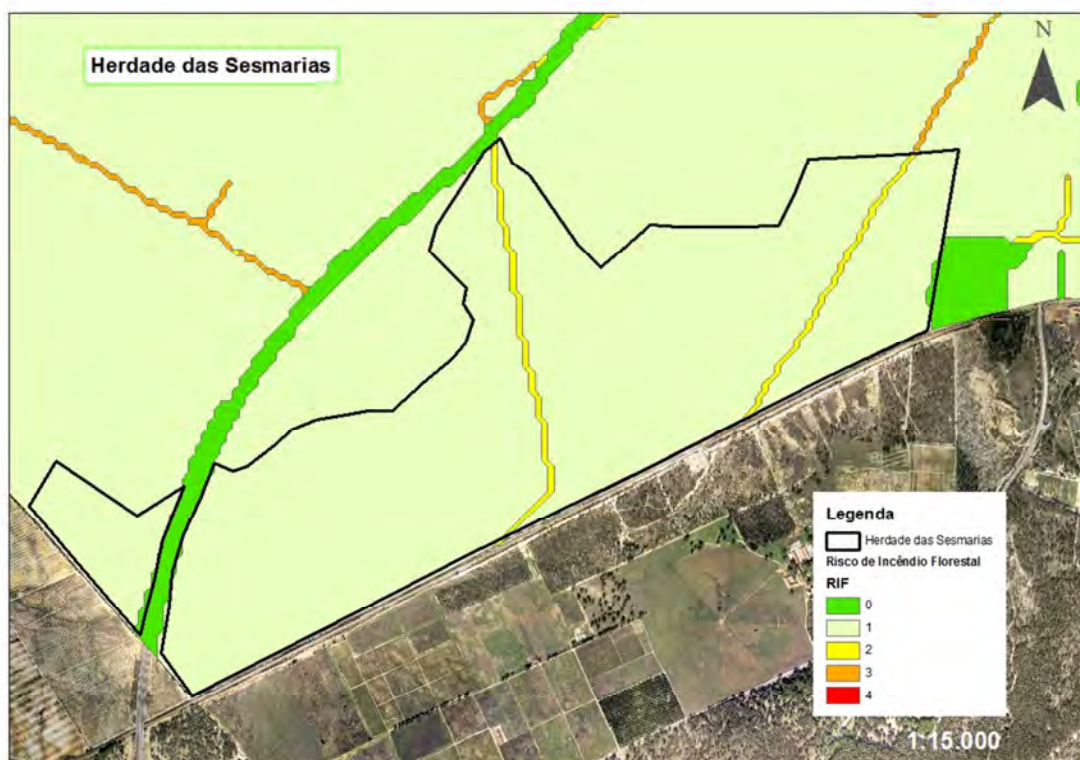 Herdade das Sesmarias
N
Legenda
Herdade das Sesmarias
Risco de Incêndio Florestal
RIF
0
1
2
3
4
1:15.000